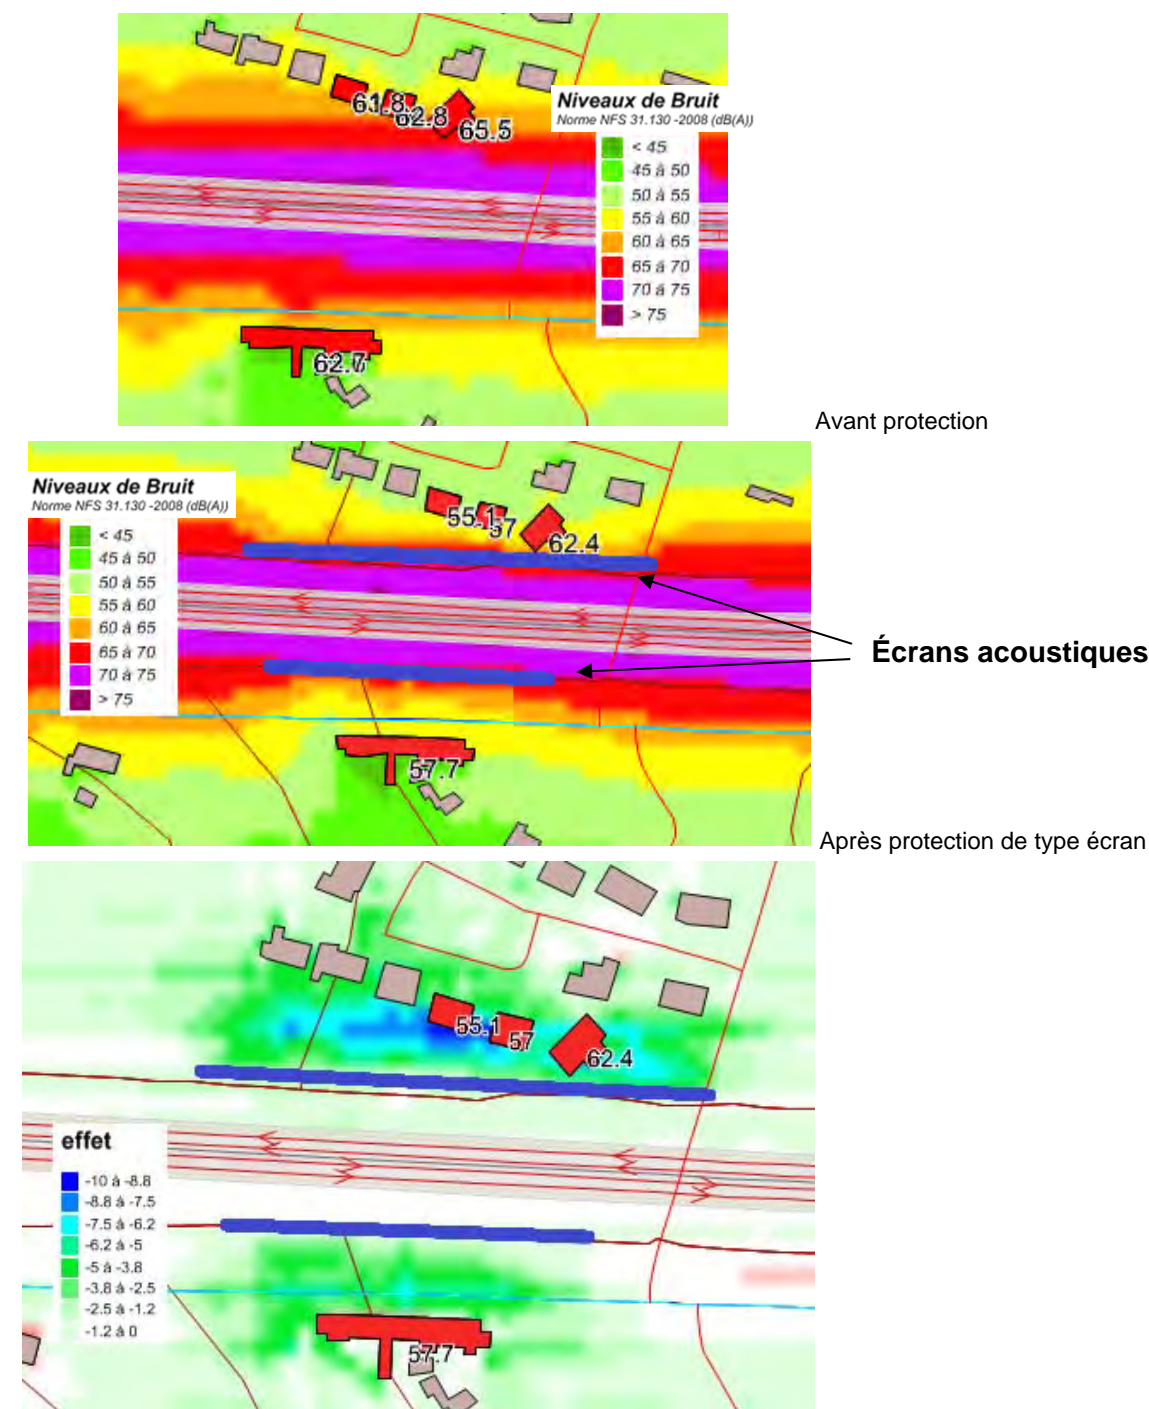 61.8
62.8
65.5
Niveaux de Bruit
Norme NFS 31.130 -2008 (dB(A))
< 45
45 à 50
50 à 55
55 à 60
60 à 65
65 à 70
70 à 75
> 75
Avant protection
Niveaux de Bruit
Norme NFS 31.130 -2008 (dB(A))
< 45
45 à 50
50 à 55
55 à 60
60 à 65
65 à 70
70 à 75
> 75
55.1
57
62.4
Écrans acoustiques
57.7
Après protection de type écran
55.1
57
62.4
effet
-10 à -8.8
-8.8 à -7.5
-7.5 à -6.2
-6.2 à -5
-5 à -3.8
-3.8 à -2.5
-2.5 à -1.2
-1.2 à 0
57.7